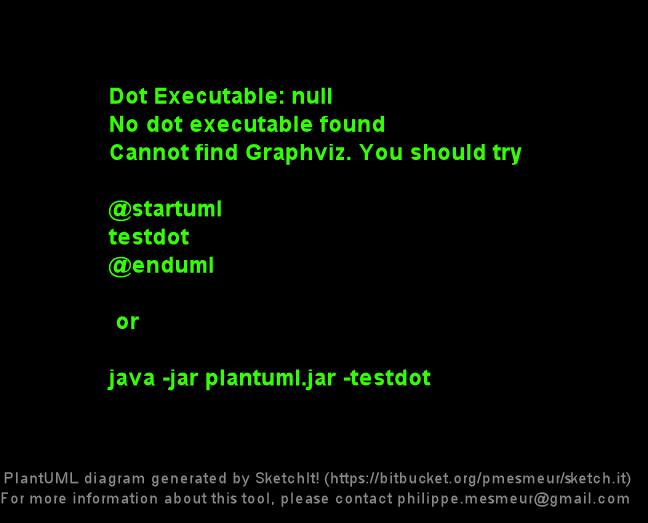 Dot Executable: null
No dot executable found
Cannot find Graphviz. You should try
@startuml
testdot
@enduml
or
java -jar plantuml.jar -testdot
PlantUML diagram generated by SketchIt! (https://bitbucket.org/pmesmeur/sketch.it)
For more information about this tool, please contact philippe.mesmeur@gmail.com